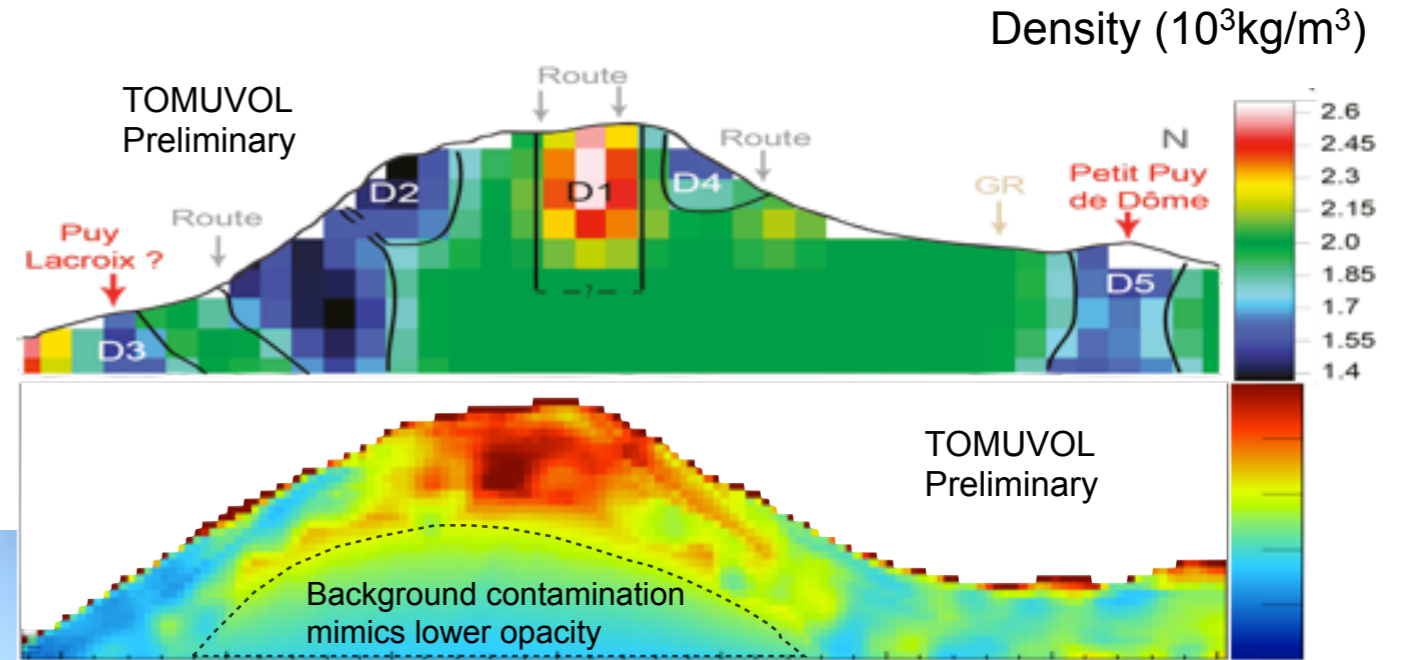 Density (10³kg/m³)
TOMUVOL
Preliminary
Route
Route
N
Petit Puy
de Dôme
GR
Puy
Lacroix ?
Route
D2
D1
D4
D5
D3
?
2.6
2.45
2.3
2.15
2.0
1.85
1.7
1.55
1.4
TOMUVOL
Preliminary
Background contamination
mimics lower opacity